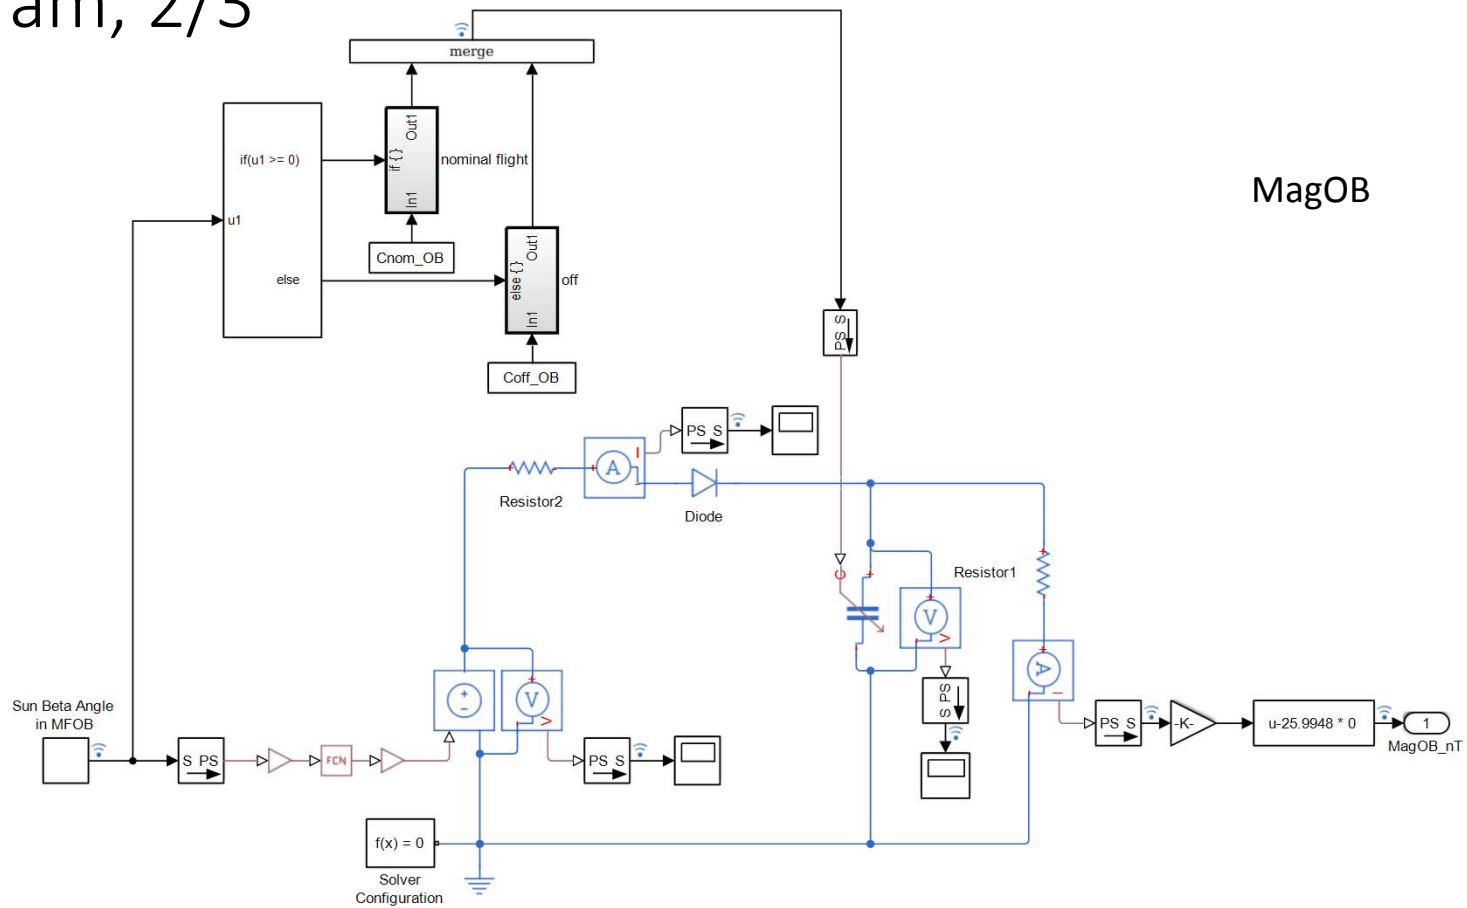 am, 2/3
merge
if(u1 >= 0)
u1
else
if { }
In1
Out1
nominal flight
Cnom_OB
else { }
In1
Out1
off
Coff_OB
MagOB
S PS
PS S
Resistor2
A
I
Diode
C
V
V
Resistor1
A
I
S PS
Sun Beta Angle
in MFOB
S PS
FCN
V
V
PS S
PS S
-K-
u-25.9948 * 0
1
MagOB_nT
f(x) = 0
Solver
Configuration